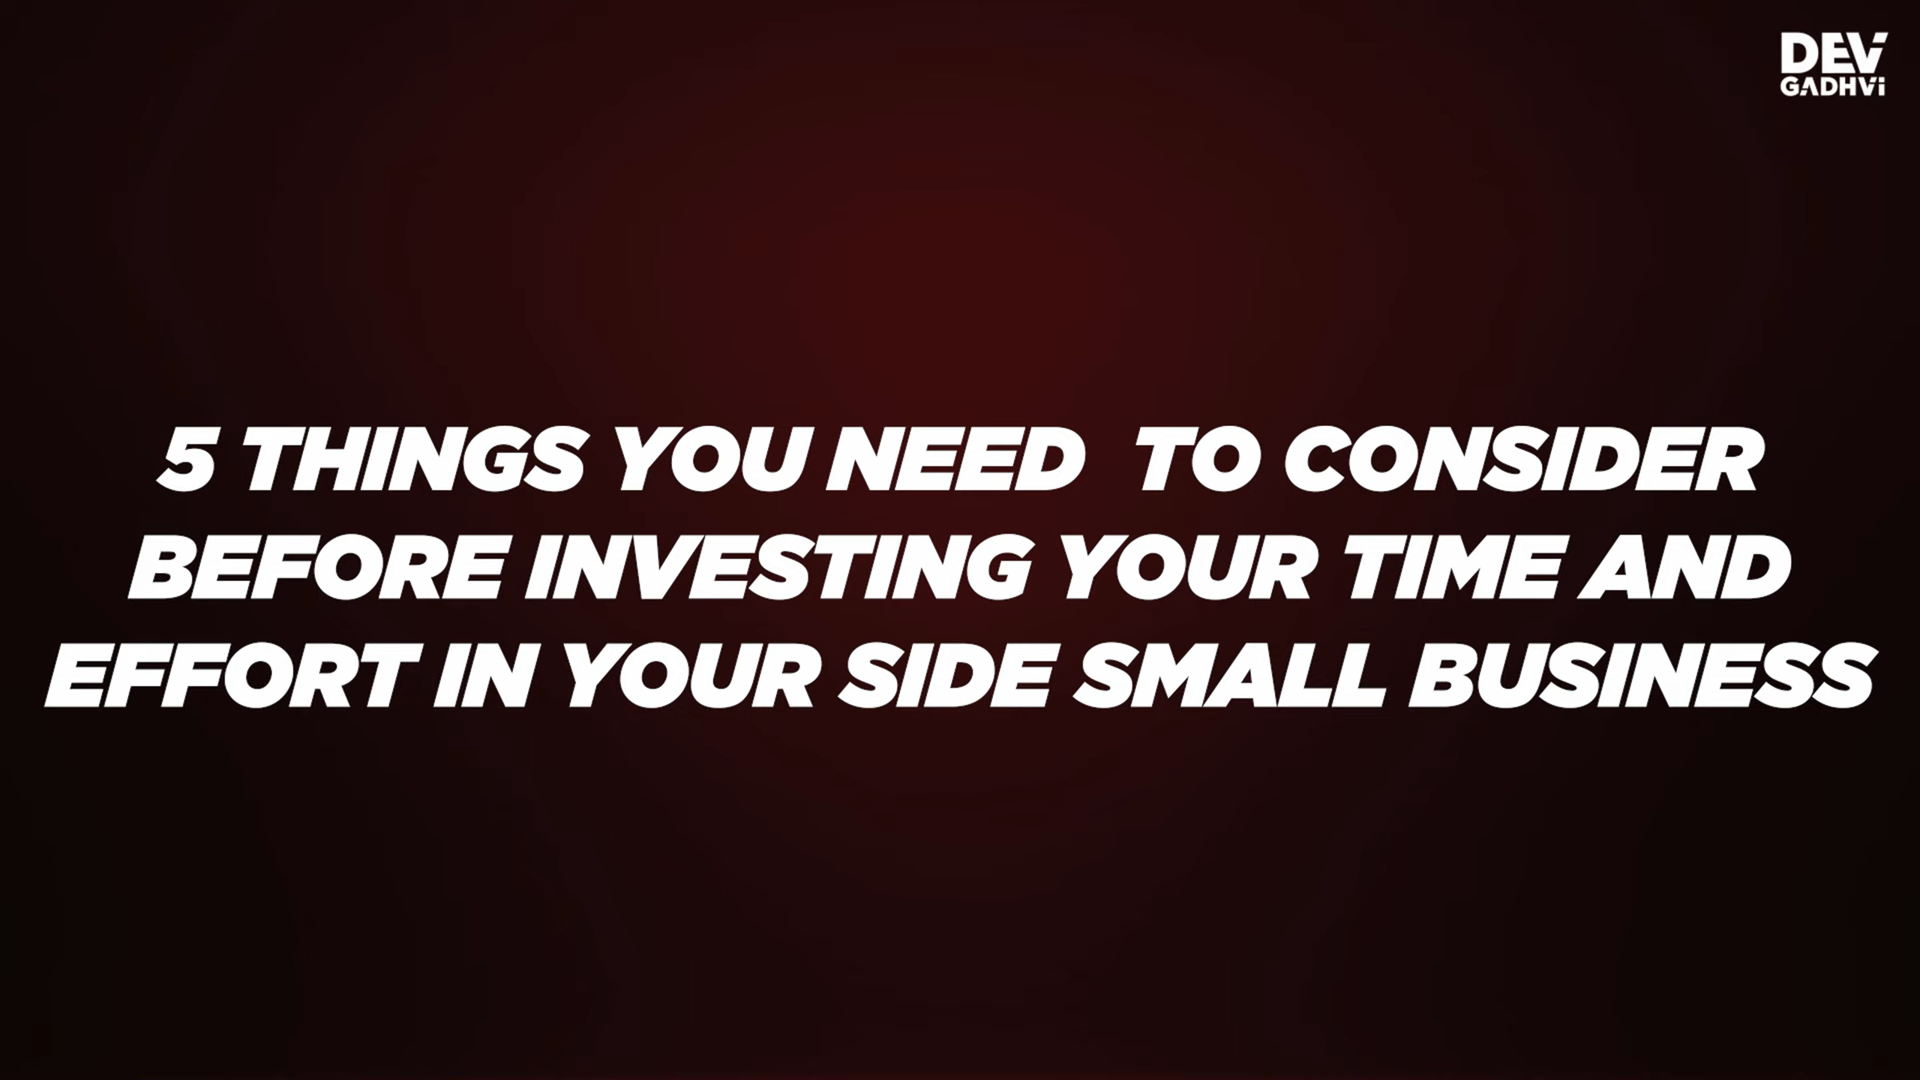 DEV
GADHVi
5 THINGS YOU NEED  TO CONSIDER
BEFORE INVESTING YOUR TIME AND
EFFORT IN YOUR SIDE SMALL BUSINESS